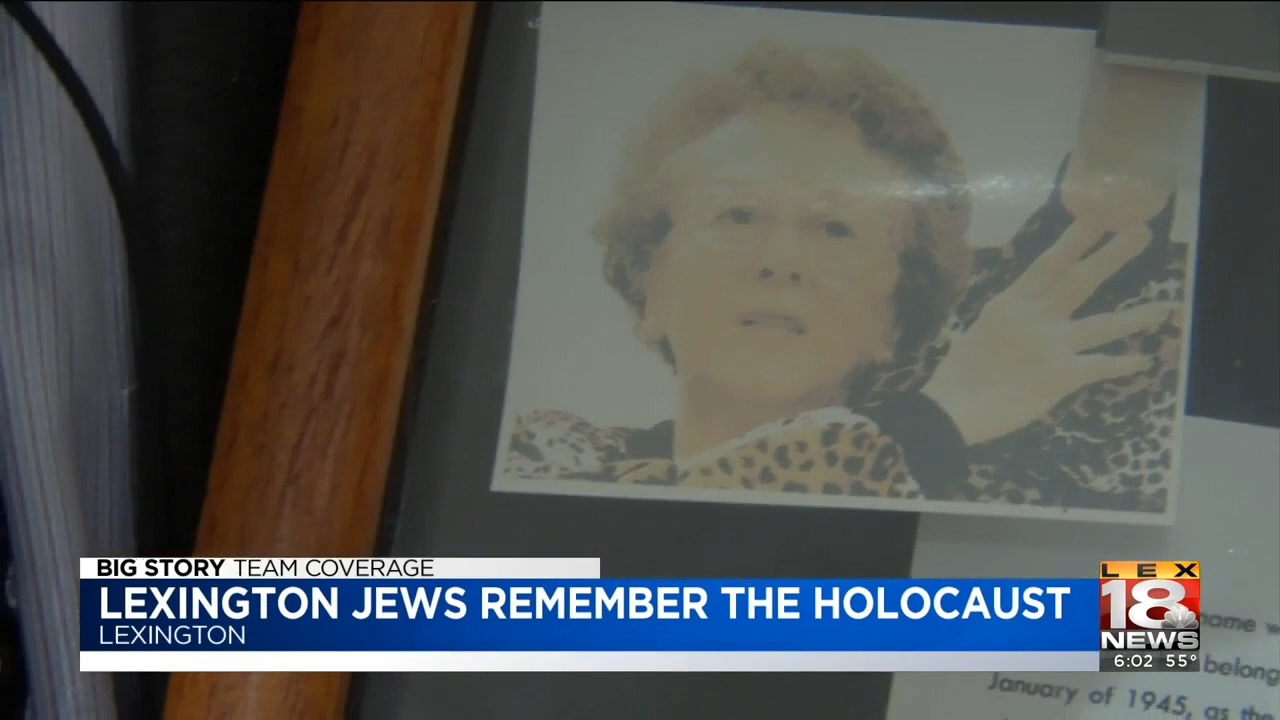 BIG STORY TEAM COVERAGE
LEXINGTON JEWS REMEMBER THE HOLOCAUST
LEXINGTON
LEX
18
NEWS
6:02 55°
name
belong
January of 1945, as the